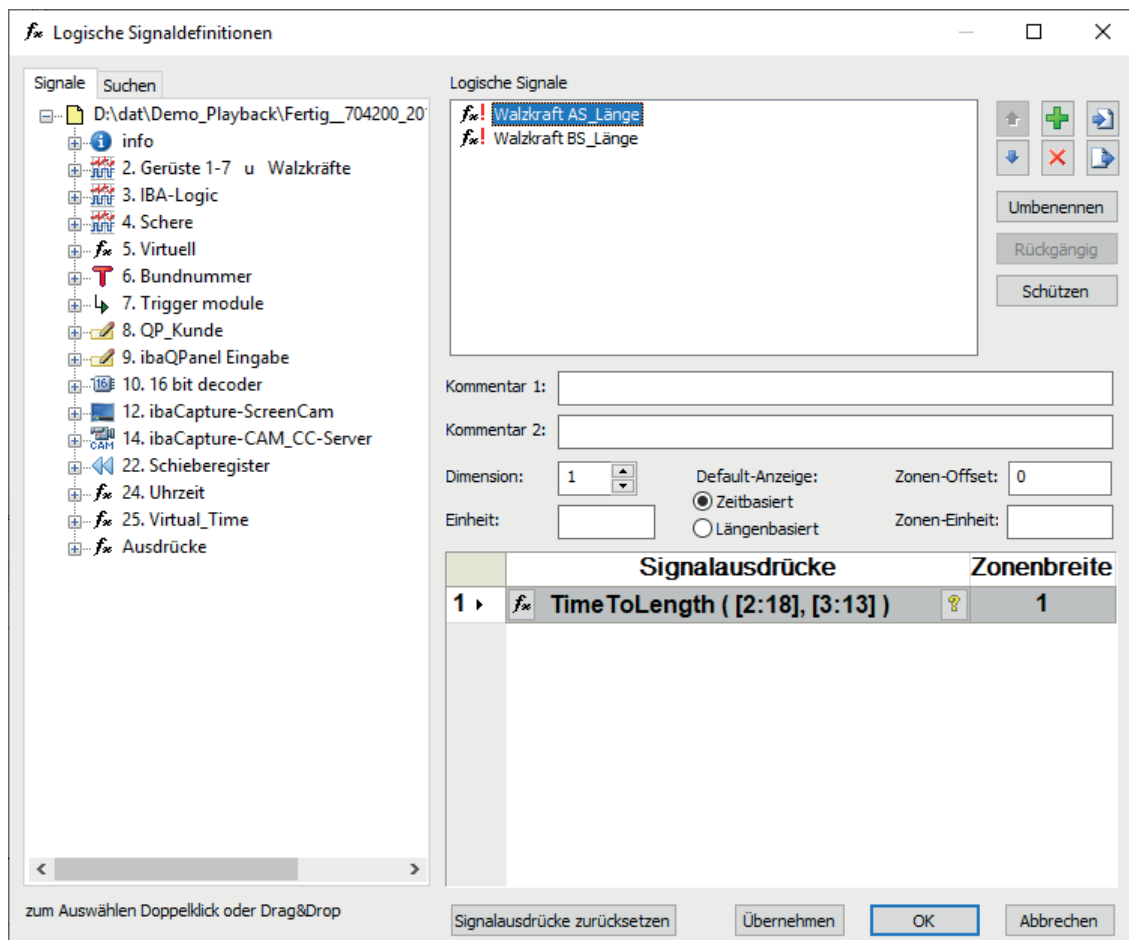 Logische Signaldefinitionen
Signale
Suchen
D:\dat\Demo_Playback\Fertig__704200_20
info
2. Gerüste 1-7 u Walzkräfte
3. IBA-Logic
4. Schere
5. Virtuell
6. Bundnummer
7. Trigger module
8. QP_Kunde
9. ibaQPanel Eingabe
10. 16 bit decoder
12. ibaCapture-ScreenCam
14. ibaCapture-CAM_CC-Server
22. Schieberegister
24. Uhrzeit
25. Virtual_Time
Ausdrücke
zum Auswählen Doppelklick oder Drag&Drop
Logische Signale
Walzkraft AS_Länge
Walzkraft BS_Länge
Umbenennen
Rückgängig
Schützen
Kommentar 1:
Kommentar 2:
Dimension: 1
Default-Anzeige:
Zonen-Offset: 0
Zeitbasiert
Einheit:
Längenbasiert
Zonen-Einheit:
Signalausdrücke Zonenbreite
1 fx TimeToLength ( [2:18], [3:13] ) ? 1
Signalausdrücke zurücksetzen
Übernehmen
OK
Abbrechen